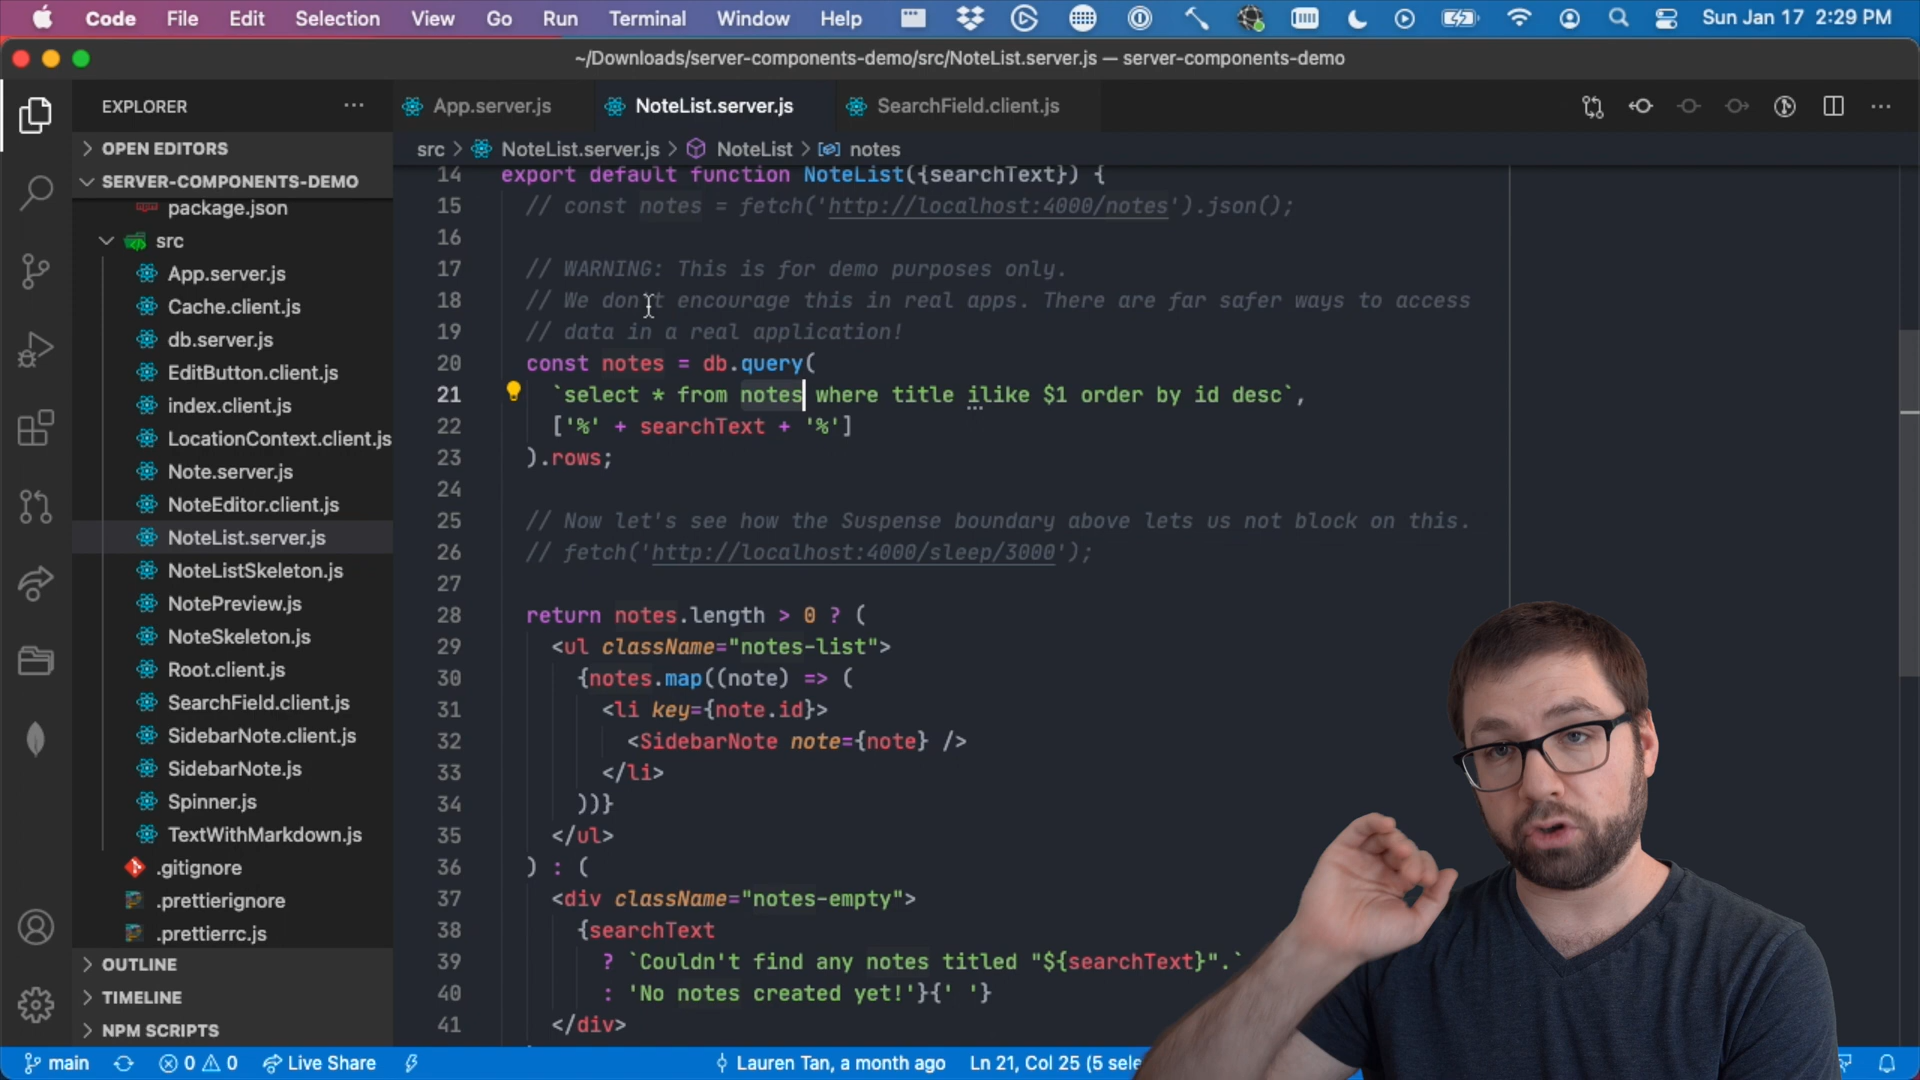 Code File Edit Selection View Go Run Terminal Window Help Sun Jan 17 2:29 PM
~/Downloads/server-components-demo/src/NoteList.server.js — server-components-demo
EXPLORER
App.server.js
NoteList.server.js
SearchField.client.js
src > NoteList.server.js > NoteList > notes
OPEN EDITORS
SERVER-COMPONENTS-DEMO
package.json
src
App.server.js
Cache.client.js
db.server.js
EditButton.client.js
index.client.js
LocationContext.client.js
Note.server.js
NoteEditor.client.js
NoteList.server.js
NoteListSkeleton.js
NotePreview.js
NoteSkeleton.js
Root.client.js
SearchField.client.js
SidebarNote.client.js
SidebarNote.js
Spinner.js
TextWithMarkdown.js
.gitignore
.prettierignore
.prettierrc.js
OUTLINE
TIMELINE
NPM SCRIPTS
14 export default function NoteList({searchText}) {
15 // const notes = fetch('http://localhost:4000/notes').json();
16
17 // WARNING: This is for demo purposes only.
18 // We don't encourage this in real apps. There are far safer ways to access
19 // data in a real application!
20 const notes = db.query(
21 `select * from notes where title ilike $1 order by id desc`,
22 ['%' + searchText + '%']
23 ).rows;
24
25 // Now let's see how the Suspense boundary above lets us not block on this.
26 // fetch('http://localhost:4000/sleep/3000');
27
28 return notes.length > 0 ? (
29 <ul className="notes-list">
30 {notes.map((note) => (
31 <li key={note.id}>
32 <SidebarNote note={note} />
33 </li>
34 ))}
35 </ul>
36 ) : (
37 <div className="notes-empty">
38 {searchText
39 ? `Couldn't find any notes titled "${searchText}".`
40 : 'No notes created yet!'}{' '}
41 </div>
main 0 0 Live Share Lauren Tan, a month ago Ln 21, Col 25 (5 sele